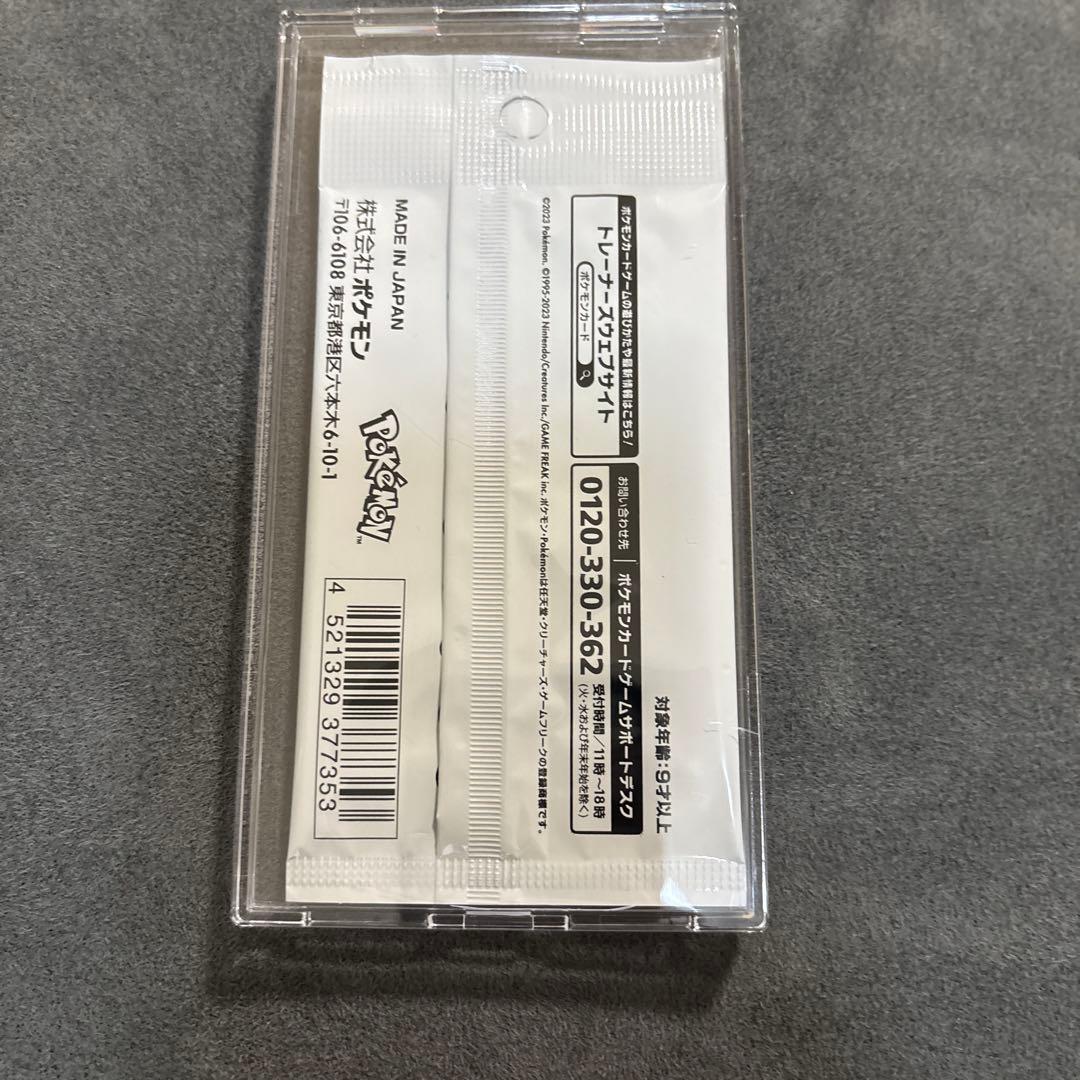 対象年齢：9才以上
ポケモンカードゲームの遊びかたや最新情報はこちら！
トレーナーズウェブサイト
ポケモンカード
お問い合わせ先｜ポケモンカードゲームサポートデスク
0120-330-362 受付時間／11時～18時
（火・水および年末年始を除く）
©2023 Pokémon. ©1995-2023 Nintendo/Creatures Inc./GAME FREAK inc. ポケモン・Pokémonは任天堂・クリーチャーズ・ゲームフリークの登録商標です。
MADE IN JAPAN
株式会社 ポケモン
〒106-6108 東京都港区六本木6-10-1
POKéMON™
4 521329 377353